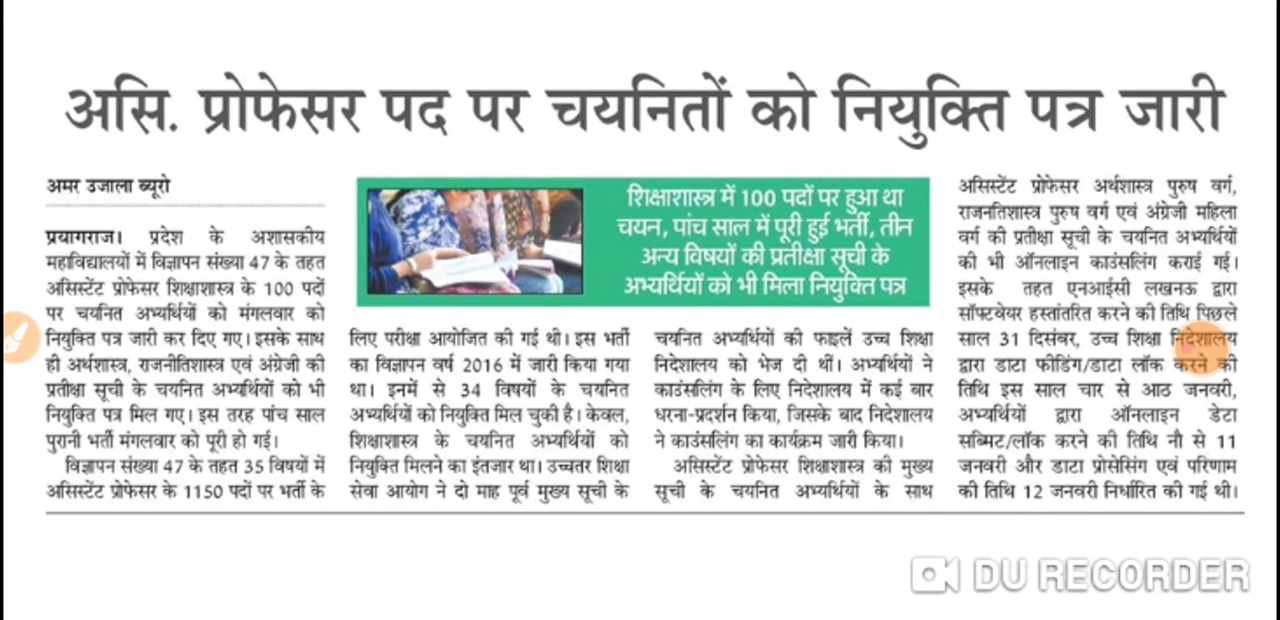 असि. प्रोफेसर पद पर चयनितों को नियुक्ति पत्र जारी
अमर उजाला ब्यूरो
प्रयागराज। प्रदेश के अशासकीय
महाविद्यालयों में विज्ञापन संख्या 47 के तहत
असिस्टेंट प्रोफेसर शिक्षाशास्त्र के 100 पदों
पर चयनित अभ्यर्थियों को मंगलवार को
नियुक्ति पत्र जारी कर दिए गए। इसके साथ
ही अर्थशास्त्र, राजनीतिशास्त्र एवं अंग्रेजी की
प्रतीक्षा सूची के चयनित अभ्यर्थियों को भी
नियुक्ति पत्र मिल गए। इस तरह पांच साल
पुरानी भर्ती मंगलवार को पूरी हो गई।
विज्ञापन संख्या 47 के तहत 35 विषयों में
असिस्टेंट प्रोफेसर के 1150 पदों पर भर्ती के
शिक्षाशास्त्र में 100 पदों पर हुआ था
चयन, पांच साल में पूरी हुई भर्ती, तीन
अन्य विषयों की प्रतीक्षा सूची के
अभ्यर्थियों को भी मिला नियुक्ति पत्र
लिए परीक्षा आयोजित की गई थी। इस भर्ती
का विज्ञापन वर्ष 2016 में जारी किया गया
था। इनमें से 34 विषयों के चयनित
अभ्यर्थियों को नियुक्ति मिल चुकी है। केवल,
शिक्षाशास्त्र के चयनित अभ्यर्थियों को
नियुक्ति मिलने का इंतजार था। उच्चतर शिक्षा
सेवा आयोग ने दो माह पूर्व मुख्य सूची के
चयनित अभ्यर्थियों की फाइलें उच्च शिक्षा
निदेशालय को भेज दी थीं। अभ्यर्थियों ने
काउंसलिंग के लिए निदेशालय में कई बार
धरना-प्रदर्शन किया, जिसके बाद निदेशालय
ने काउंसलिंग का कार्यक्रम जारी किया।
असिस्टेंट प्रोफेसर शिक्षाशास्त्र की मुख्य
सूची के चयनित अभ्यर्थियों के साथ
असिस्टेंट प्रोफेसर अर्थशास्त्र पुरुष वर्ग,
राजनतिशास्त्र पुरुष वर्ग एवं अंग्रेजी महिला
वर्ग की प्रतीक्षा सूची के चयनित अभ्यर्थियों
की भी ऑनलाइन काउंसलिंग कराई गई।
इसके तहत एनआईसी लखनऊ द्वारा
सॉफ्टवेयर हस्तांतरित करने की तिथि पिछले
साल 31 दिसंबर, उच्च शिक्षा निदेशालय
द्वारा डाटा फीडिंग/डाटा लॉक करने की
तिथि इस साल चार से आठ जनवरी,
अभ्यर्थियों द्वारा ऑनलाइन डेटा
सब्मिट/लॉक करने की तिथि नौ से 11
जनवरी और डाटा प्रोसेसिंग एवं परिणाम
की तिथि 12 जनवरी निर्धारित की गई थी।
DU RECORDER